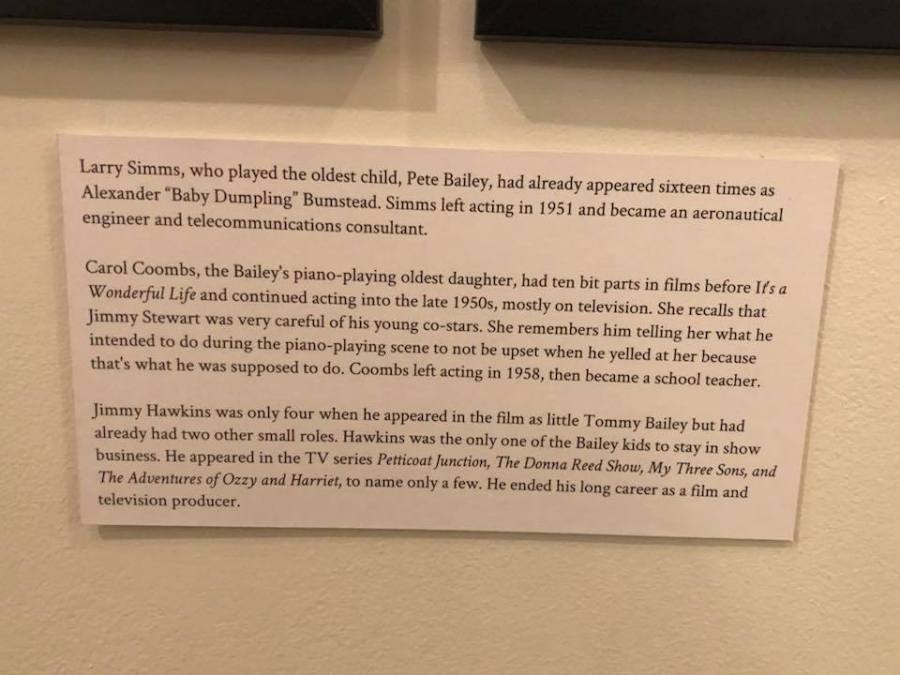 Larry Simms, who played the oldest child, Pete Bailey, had already appeared sixteen times as
Alexander “Baby Dumpling” Bumstead. Simms left acting in 1951 and became an aeronautical
engineer and telecommunications consultant.
Carol Coombs, the Bailey's piano-playing oldest daughter, had ten bit parts in films before It's a
Wonderful Life and continued acting into the late 1950s, mostly on television. She recalls that
Jimmy Stewart was very careful of his young co-stars. She remembers him telling her what he
intended to do during the piano-playing scene to not be upset when he yelled at her because
that's what he was supposed to do. Coombs left acting in 1958, then became a school teacher.
Jimmy Hawkins was only four when he appeared in the film as little Tommy Bailey but had
already had two other small roles. Hawkins was the only one of the Bailey kids to stay in show
business. He appeared in the TV series Petticoat Junction, The Donna Reed Show, My Three Sons, and
The Adventures of Ozzy and Harriet, to name only a few. He ended his long career as a film and
television producer.